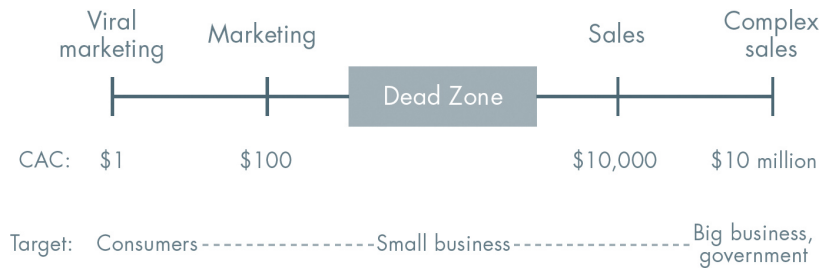 Viral
marketing
Marketing
Sales
Complex
sales
Dead Zone
CAC: $1 $100 $10,000 $10 million
Target: Consumers Small business Big business,
government